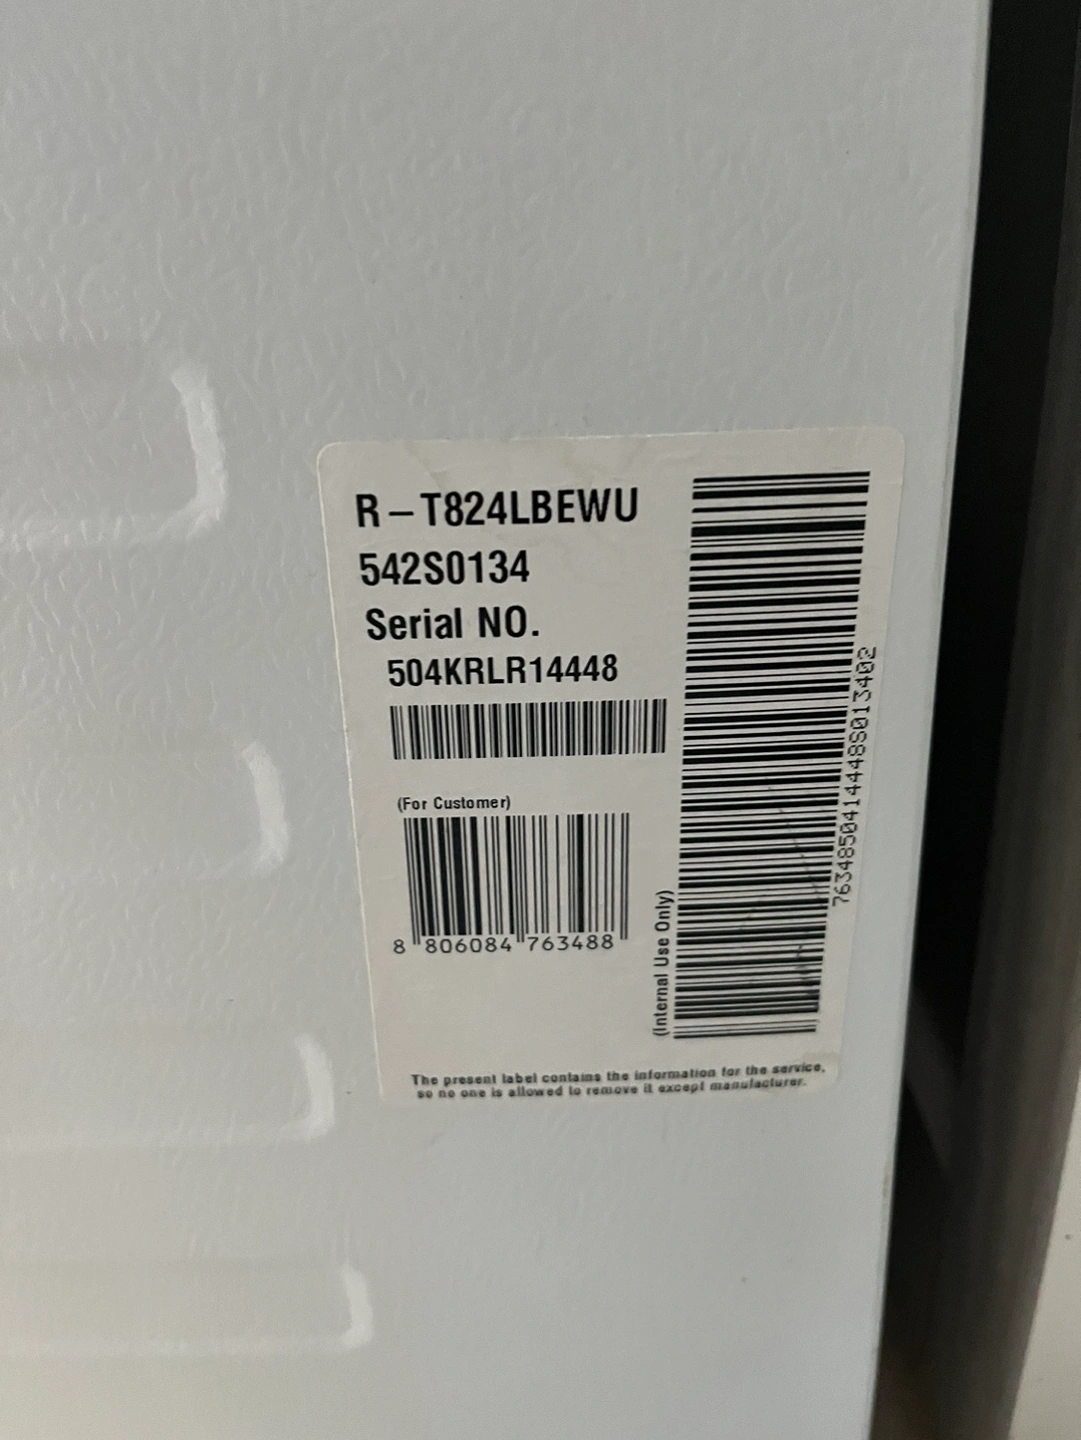 R-T824LBEWU
542S0134
Serial NO.
504KRLR14448
(For Customer)
8 806084 763488
(Internal Use Only)
7634850414448S013402
The present label contains the information for the service,
so no one is allowed to remove it except manufacturer.